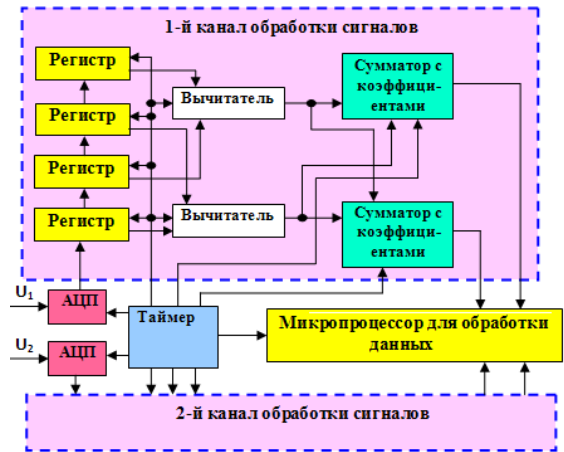 1-й канал обработки сигналов
Регистр
Регистр
Регистр
Регистр
Вычитатель
Вычитатель
Сумматор с
коэффици-
ентами
Сумматор с
коэффици-
ентами
U1
АЦП
U2
АЦП
Таймер
Микропроцессор для обработки
данных
2-й канал обработки сигналов